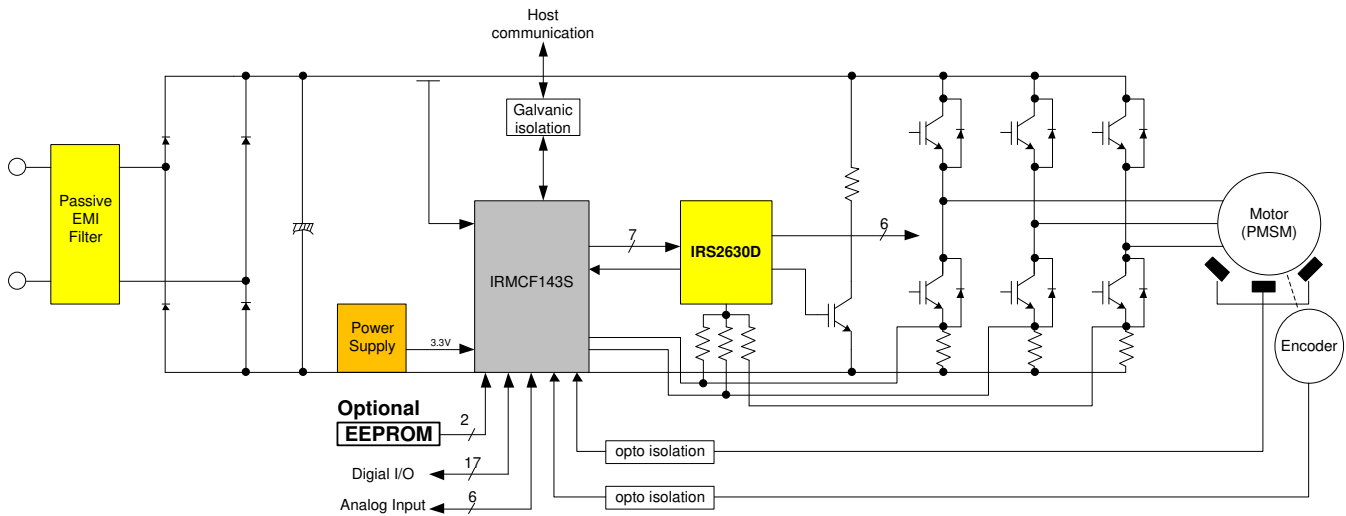 Host
communication
Galvanic
isolation
Passive
EMI
Filter
IRMCF143S
7
IRS2630D
6
Motor
(PMSM)
Power
Supply
3.3V
Encoder
Optional
EEPROM
2
opto isolation
Digial I/O
17
opto isolation
Analog Input
6